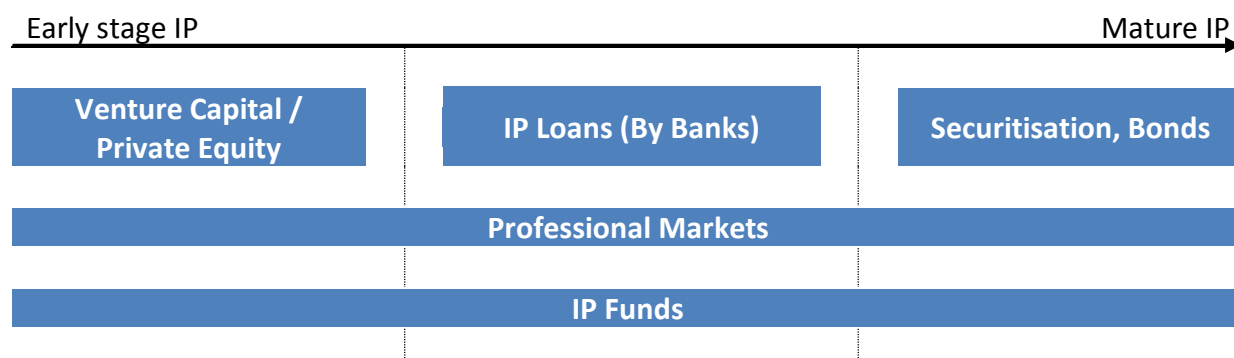 Early stage IP
Mature IP
Venture Capital /
Private Equity
IP Loans (By Banks)
Securitisation, Bonds
Professional Markets
IP Funds